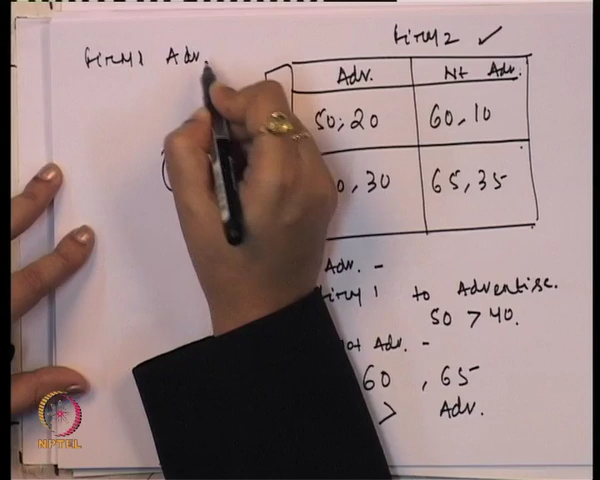 Firm 2 ✓
Firm 1 Adv.
Adv. Nt Adv.
50, 20 60, 10
0, 30 65, 35
Adv. -
Firm 1 to Advertise.
50 > 40.
ot Adv. -
60 , 65
> Adv.
NPTEL